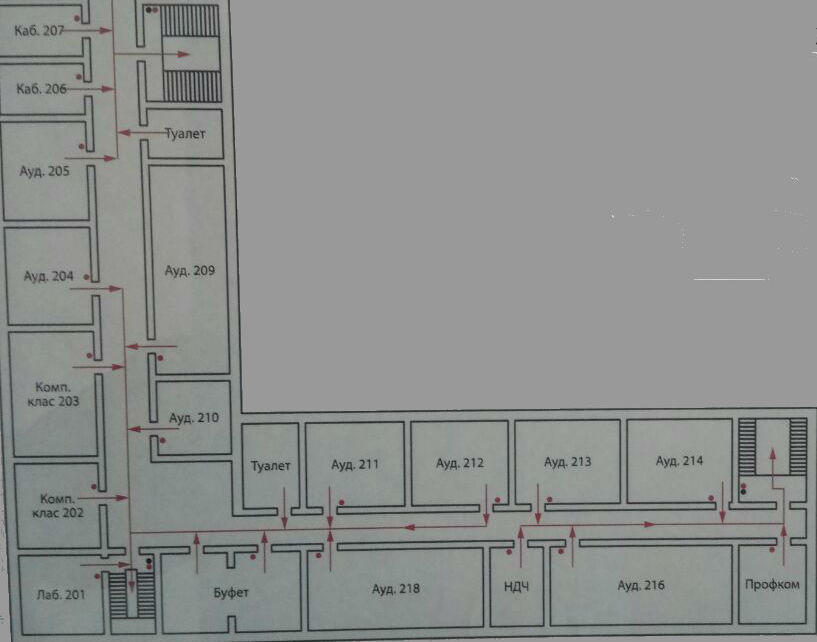 Каб. 207
Каб. 206
Туалет
Ауд. 205
Ауд. 204
Ауд. 209
Комп.
клас 203
Ауд. 210
Туалет
Ауд. 211
Ауд. 212
Ауд. 213
Ауд. 214
Комп.
клас 202
Лаб. 201
Буфет
Ауд. 218
НДЧ
Ауд. 216
Профком